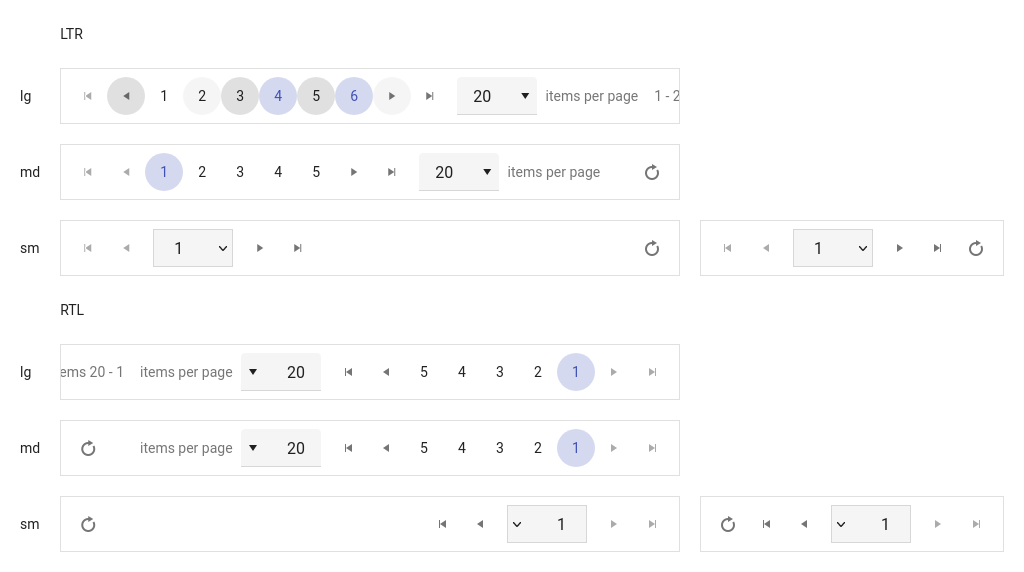 LTR
lg 1 2 3 4 5 6 20 items per page 1 - 2
md 1 2 3 4 5 20 items per page
sm 1 1
RTL
lg ems 20 - 1 items per page 20 5 4 3 2 1
md items per page 20 5 4 3 2 1
sm 1 1